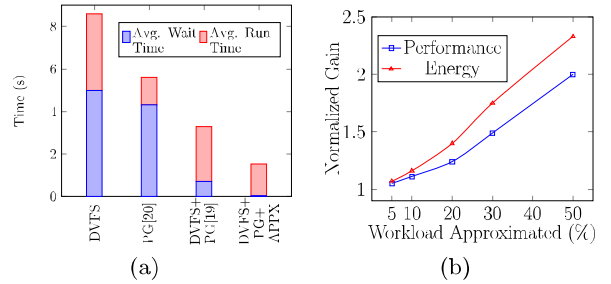 Time (s)
8
6
4
2
0
Avg. Wait Time
Avg. Run Time
DVFS
PG[20]
DVFS+
PG[19]
DVFS+
PG+
APPX
(a)
Normalized Gain
2.5
2
1.5
1
Performance
Energy
5 10 20 30 40 50
Workload Approximated (%)
(b)